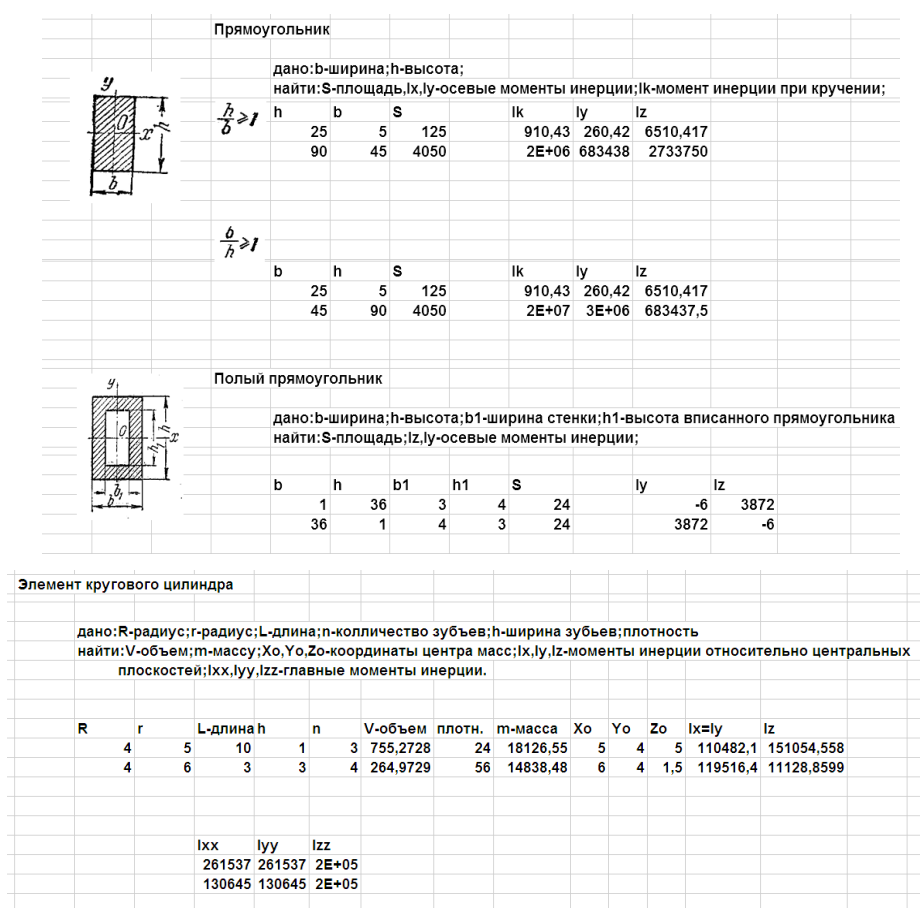 Прямоугольник
дано:b-ширина;h-высота;
найти:S-площадь,Ix,Iy-осевые моменты инерции;Ik-момент инерции при кручении;
y
O
x
h
b
h/b ⩾ 1
h b S Ik Iy Iz
25 5 125 910,43 260,42 6510,417
90 45 4050 2E+06 683438 2733750
b/h ⩾ 1
b h S Ik Iy Iz
25 5 125 910,43 260,42 6510,417
45 90 4050 2E+07 3E+06 683437,5
Полый прямоугольник
y
O
h1
h
x
b1
b
дано:b-ширина;h-высота;b1-ширина стенки;h1-высота вписанного прямоугольника
найти:S-площадь;Iz,Iy-осевые моменты инерции;
b h b1 h1 S Iy Iz
1 36 3 4 24 -6 3872
36 1 4 3 24 3872 -6
Элемент кругового цилиндра
дано:R-радиус;r-радиус;L-длина;n-колличество зубъев;h-ширина зубьев;плотность
найти:V-объем;m-массу;Xo,Yo,Zo-координаты центра масс;Ix,Iy,Iz-моменты инерции относительно центральных
плоскостей;Ixx,Iyy,Izz-главные моменты инерции.
R r L-длина h n V-объем плотн. m-масса Xo Yo Zo Ix=Iy Iz
4 5 10 1 3 755,2728 24 18126,55 5 4 5 110482,1 151054,558
4 6 3 3 4 264,9729 56 14838,48 6 4 1,5 119516,4 11128,8599
Ixx Iyy Izz
261537 261537 2E+05
130645 130645 2E+05